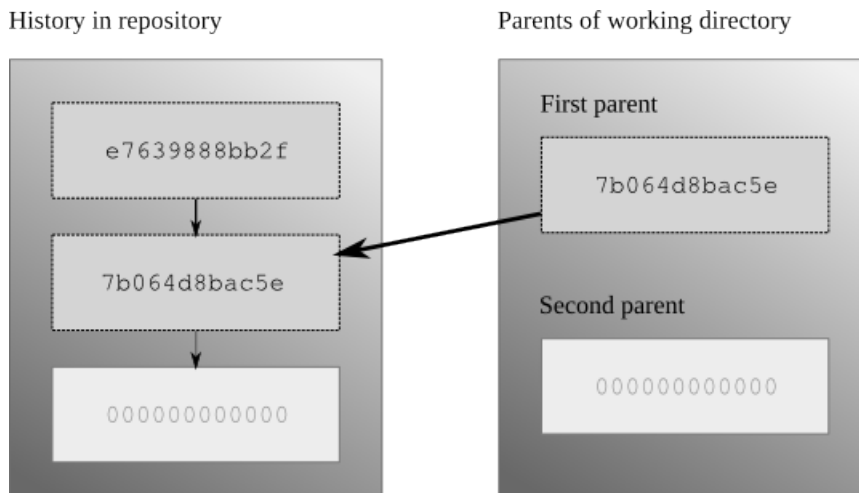 History in repository
e7639888bb2f
7b064d8bac5e
000000000000
Parents of working directory
First parent
7b064d8bac5e
Second parent
000000000000